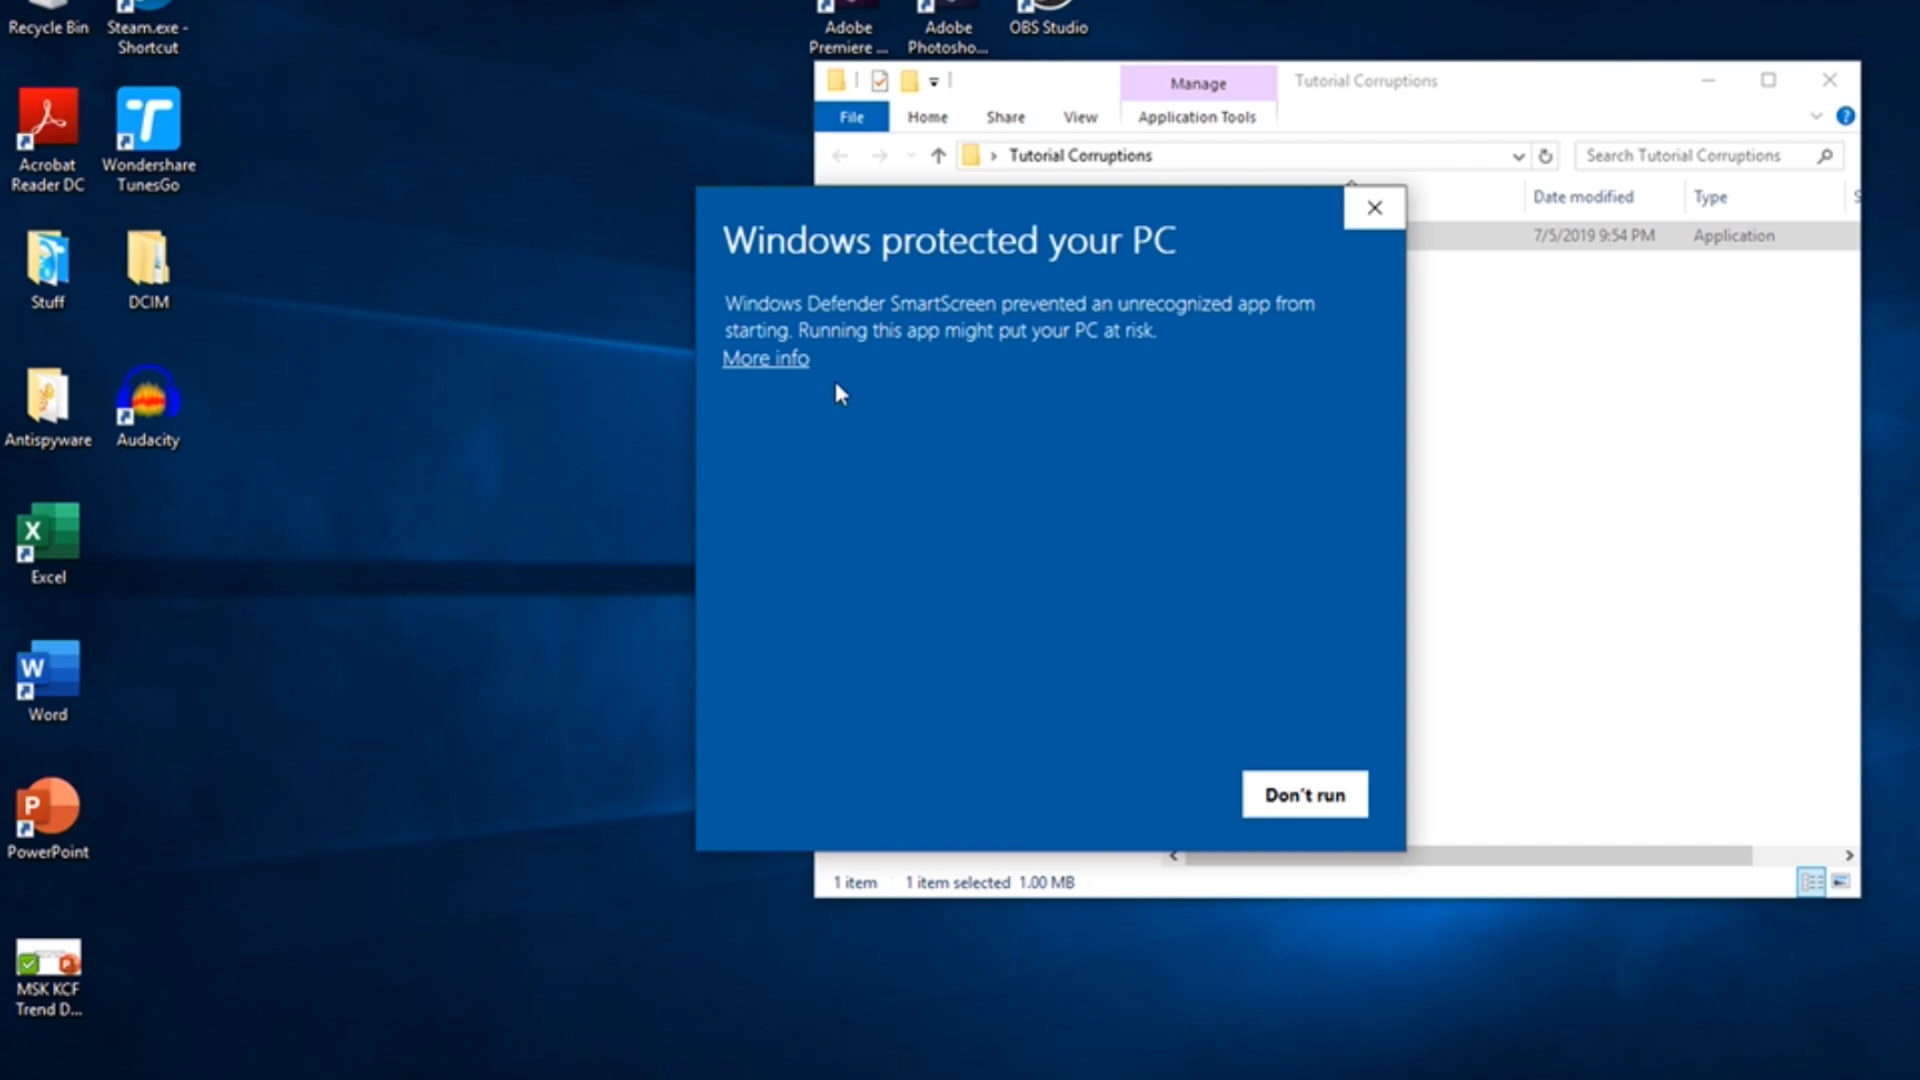 Recycle Bin
Steam.exe -
Shortcut
Adobe
Premiere ...
Adobe
Photosho...
OBS Studio
Acrobat
Reader DC
Wondershare
TunesGo
Stuff
DCIM
Antispyware
Audacity
Excel
Word
PowerPoint
MSK KCF
Trend D...
Manage
Tutorial Corruptions
File
Home
Share
View
Application Tools
Tutorial Corruptions
Search Tutorial Corruptions
Date modified
Type
S
7/5/2019 9:54 PM
Application
Windows protected your PC
Windows Defender SmartScreen prevented an unrecognized app from
starting. Running this app might put your PC at risk.
More info
Don't run
1 item
1 item selected 1.00 MB